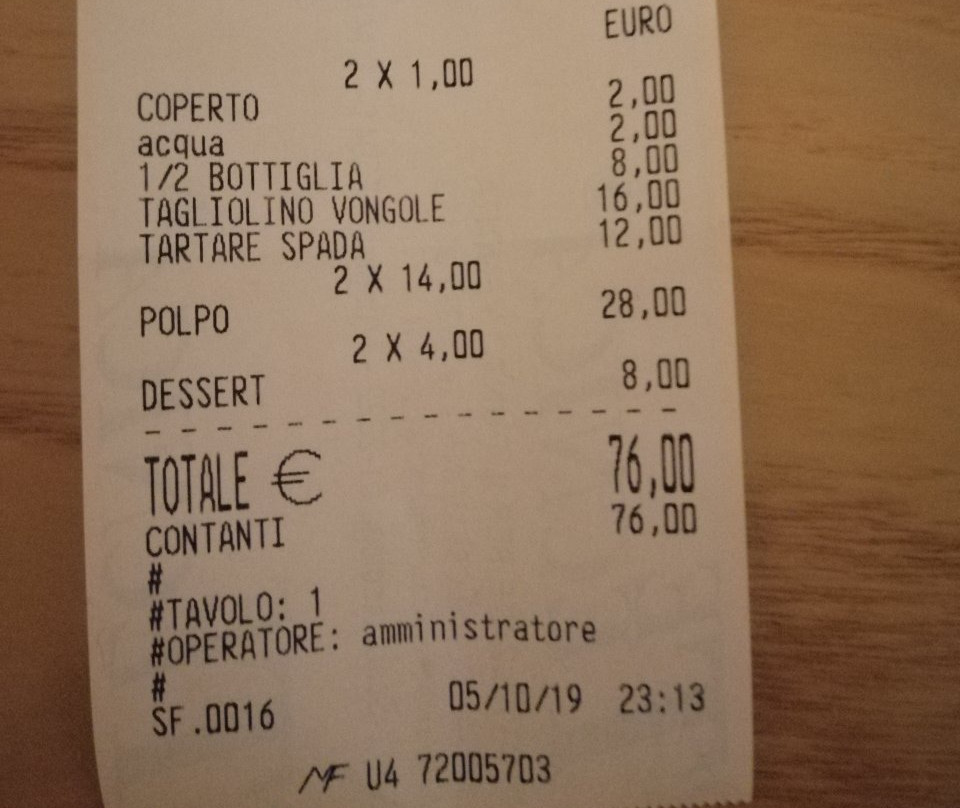 EURO
2 X 1,00
COPERTO 2,00
acqua 2,00
1/2 BOTTIGLIA 8,00
TAGLIOLINO VONGOLE 16,00
TARTARE SPADA 12,00
2 X 14,00
POLPO 28,00
2 X 4,00
DESSERT 8,00
TOTALE € 76,00
CONTANTI 76,00
#
#TAVOLO: 1
#OPERATORE: amministratore
#
SF.0016 05/10/19 23:13
MF U4 72005703